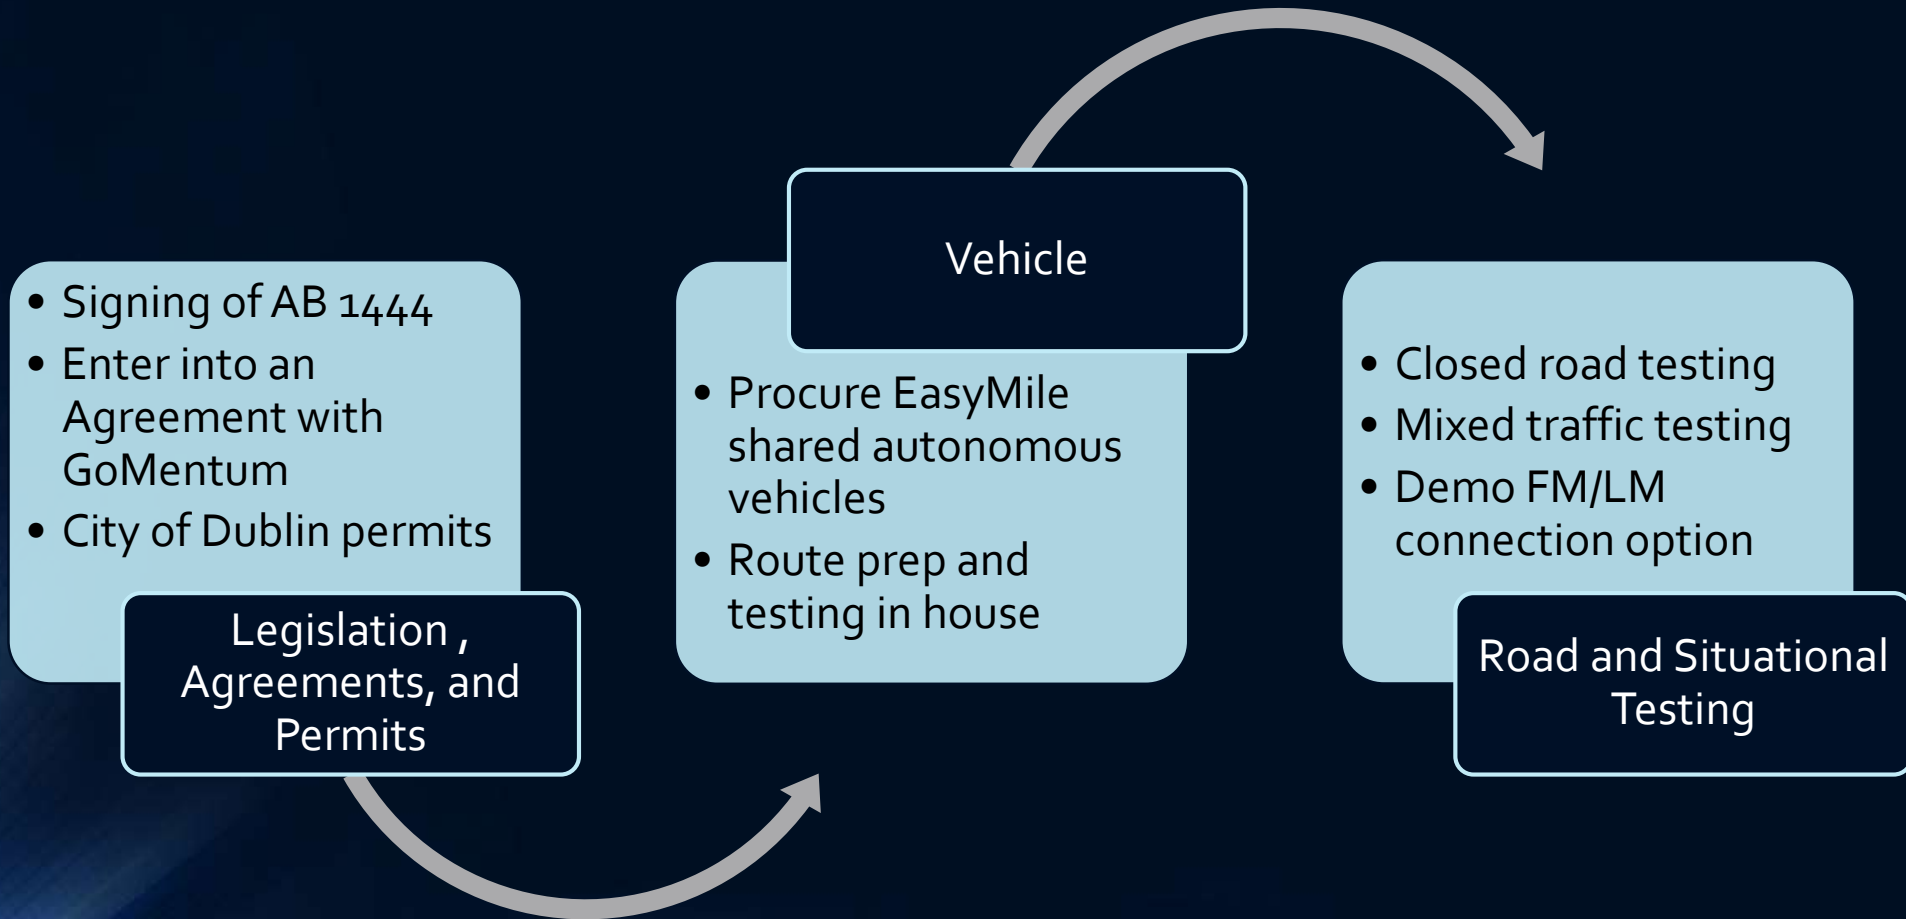 • Signing of AB 1444
• Enter into an
Agreement with
GoMentum
• City of Dublin permits
Legislation ,
Agreements, and
Permits
Vehicle
• Procure EasyMile
shared autonomous
vehicles
• Route prep and
testing in house
• Closed road testing
• Mixed traffic testing
• Demo FM/LM
connection option
Road and Situational
Testing